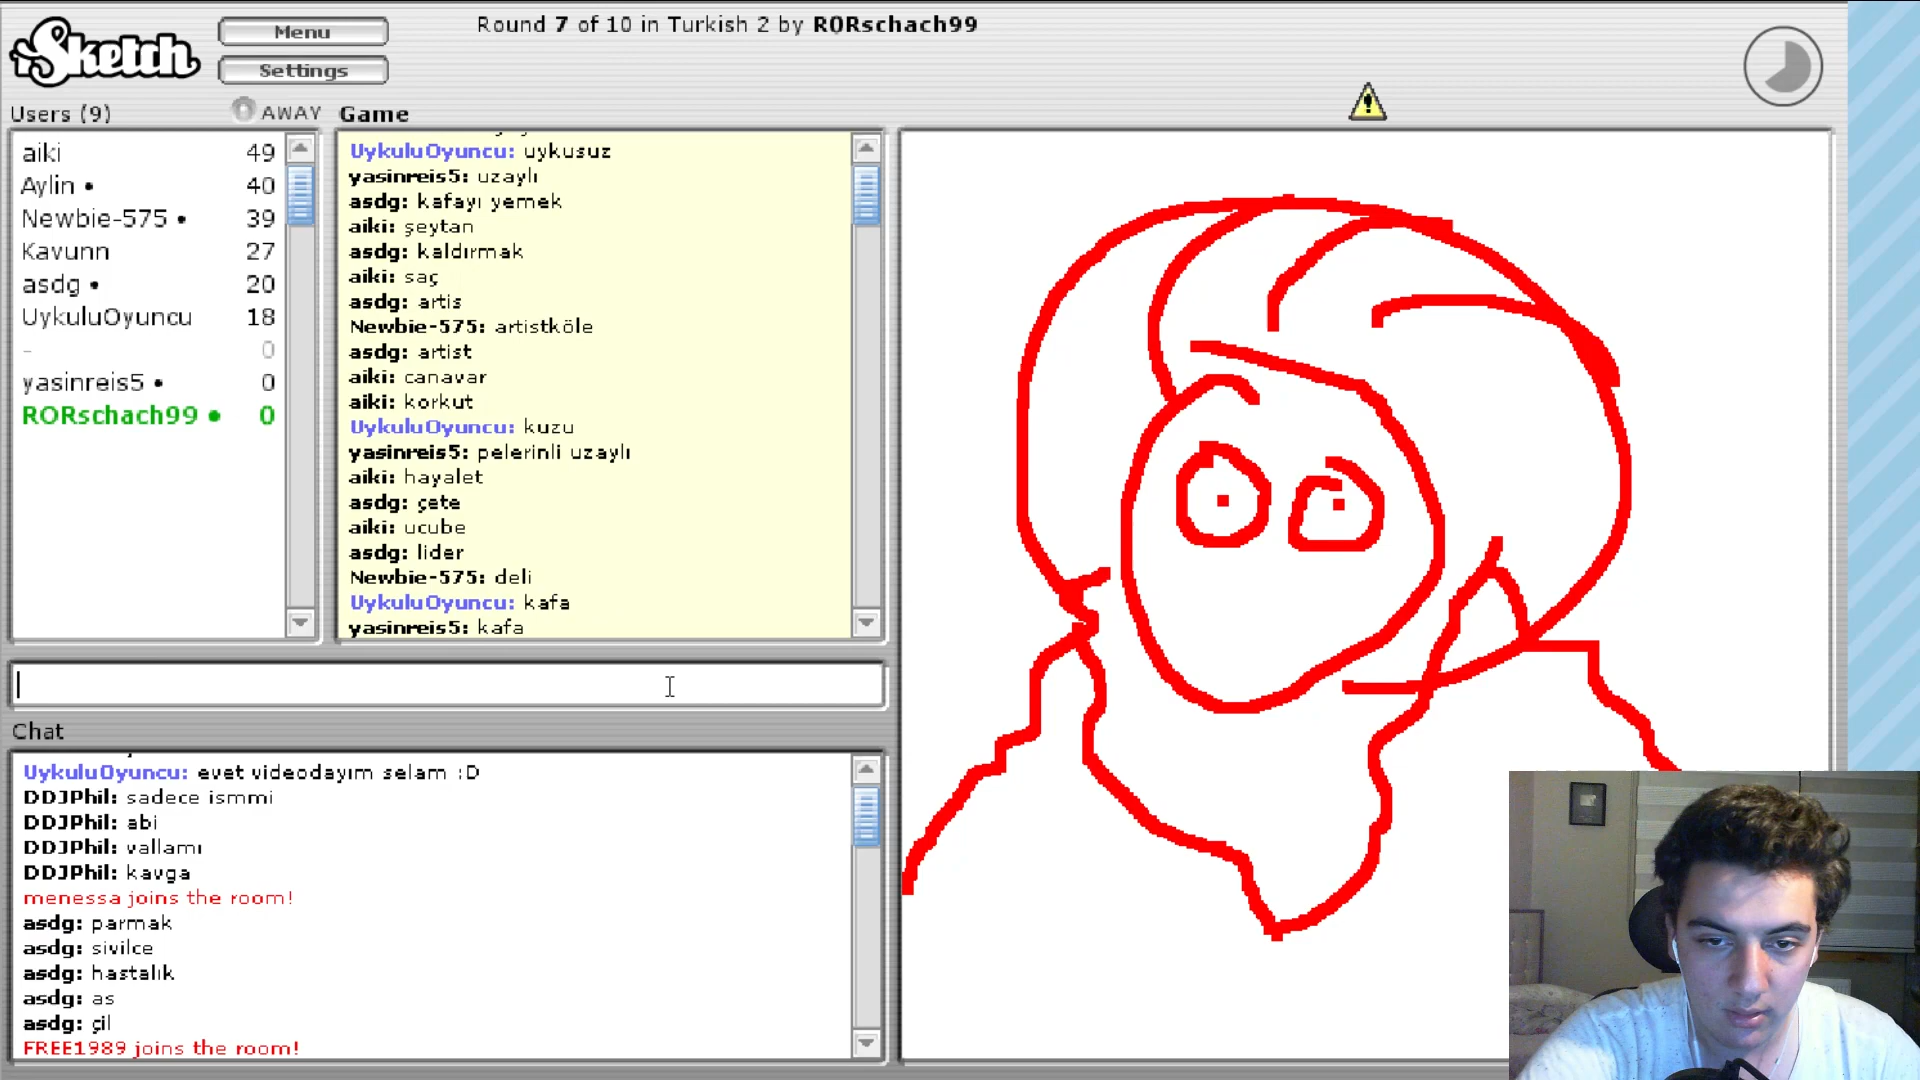 iSketch
Menu
Settings
Round 7 of 10 in Turkish 2 by RORschach99
Users (9)
AWAY
Game
aiki 49
Aylin • 40
Newbie-575 • 39
Kavunn 27
asdg • 20
UykuluOyuncu 18
- 0
yasinreis5 • 0
RORschach99 • 0
UykuluOyuncu: uykusuz
yasinreis5: uzaylı
asdg: kafayı yemek
aiki: şeytan
asdg: kaldırmak
aiki: saç
asdg: artis
Newbie-575: artistköle
asdg: artist
aiki: canavar
aiki: korkut
UykuluOyuncu: kuzu
yasinreis5: pelerinli uzaylı
aiki: hayalet
asdg: çete
aiki: ucube
asdg: lider
Newbie-575: deli
UykuluOyuncu: kafa
yasinreis5: kafa
Chat
UykuluOyuncu: evet videodayım selam :D
DDJPhil: sadece ismmi
DDJPhil: abi
DDJPhil: vallamı
DDJPhil: kavga
menessa joins the room!
asdg: parmak
asdg: sivilce
asdg: hastalık
asdg: as
asdg: çil
FREE1989 joins the room!